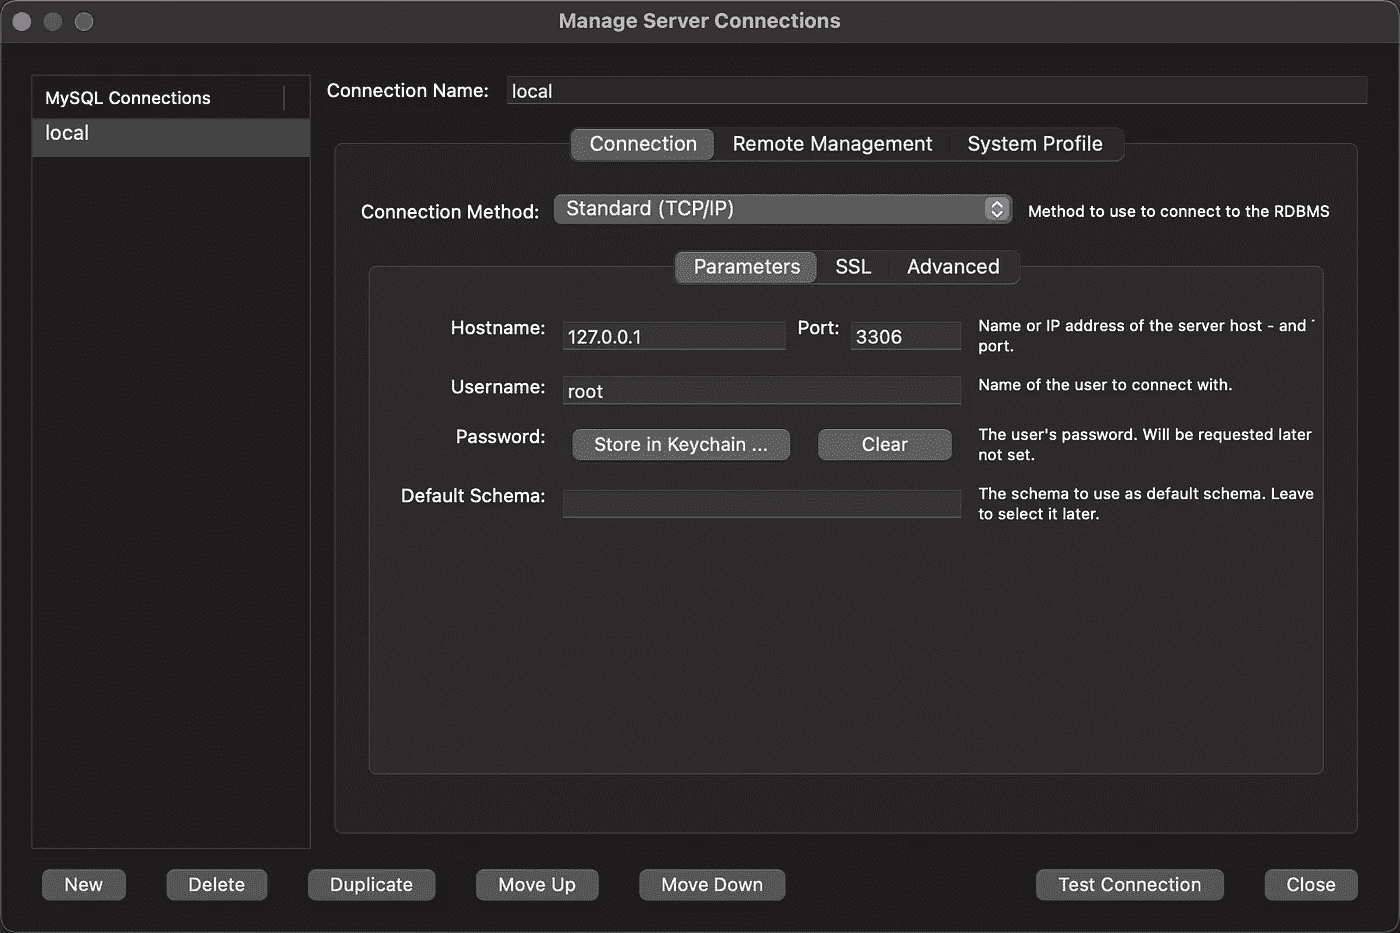 Manage Server Connections
MySQL Connections
local
Connection Name: local
Connection Remote Management System Profile
Connection Method: Standard (TCP/IP) Method to use to connect to the RDBMS
Parameters SSL Advanced
Hostname: 127.0.0.1 Port: 3306 Name or IP address of the server host - and
port.
Username: root Name of the user to connect with.
Password: Store in Keychain ... Clear The user's password. Will be requested later
not set.
Default Schema: The schema to use as default schema. Leave
to select it later.
New Delete Duplicate Move Up Move Down Test Connection Close